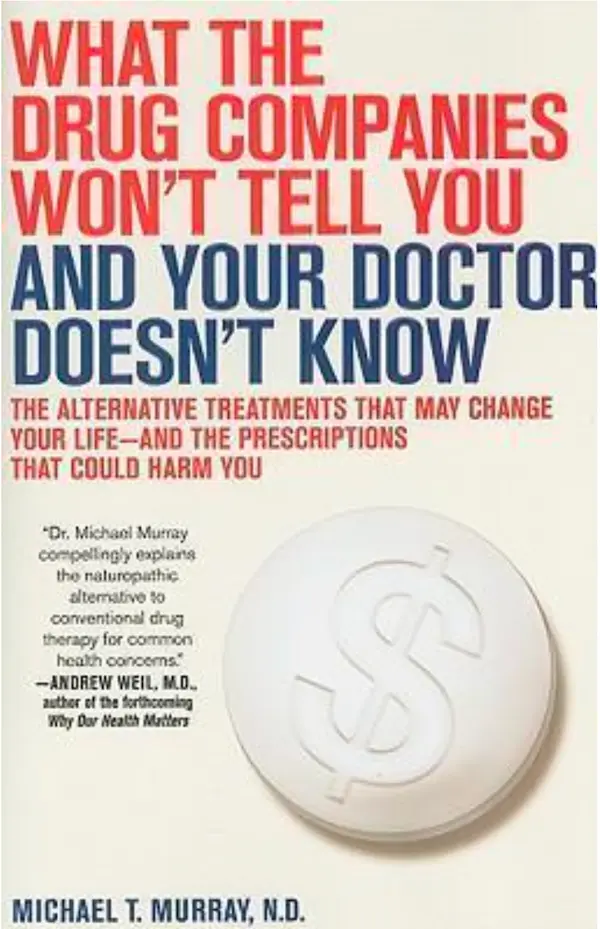 WHAT THE
DRUG COMPANIES
WON'T TELL YOU
AND YOUR DOCTOR
DOESN'T KNOW
THE ALTERNATIVE TREATMENTS THAT MAY CHANGE
YOUR LIFE—AND THE PRESCRIPTIONS
THAT COULD HARM YOU
"Dr. Michael Murray
compellingly explains
the naturopathic
alternative to
conventional drug
therapy for common
health concerns."
—ANDREW WEIL, M.D.,
author of the forthcoming
Why Our Health Matters
$
MICHAEL T. MURRAY, N.D.